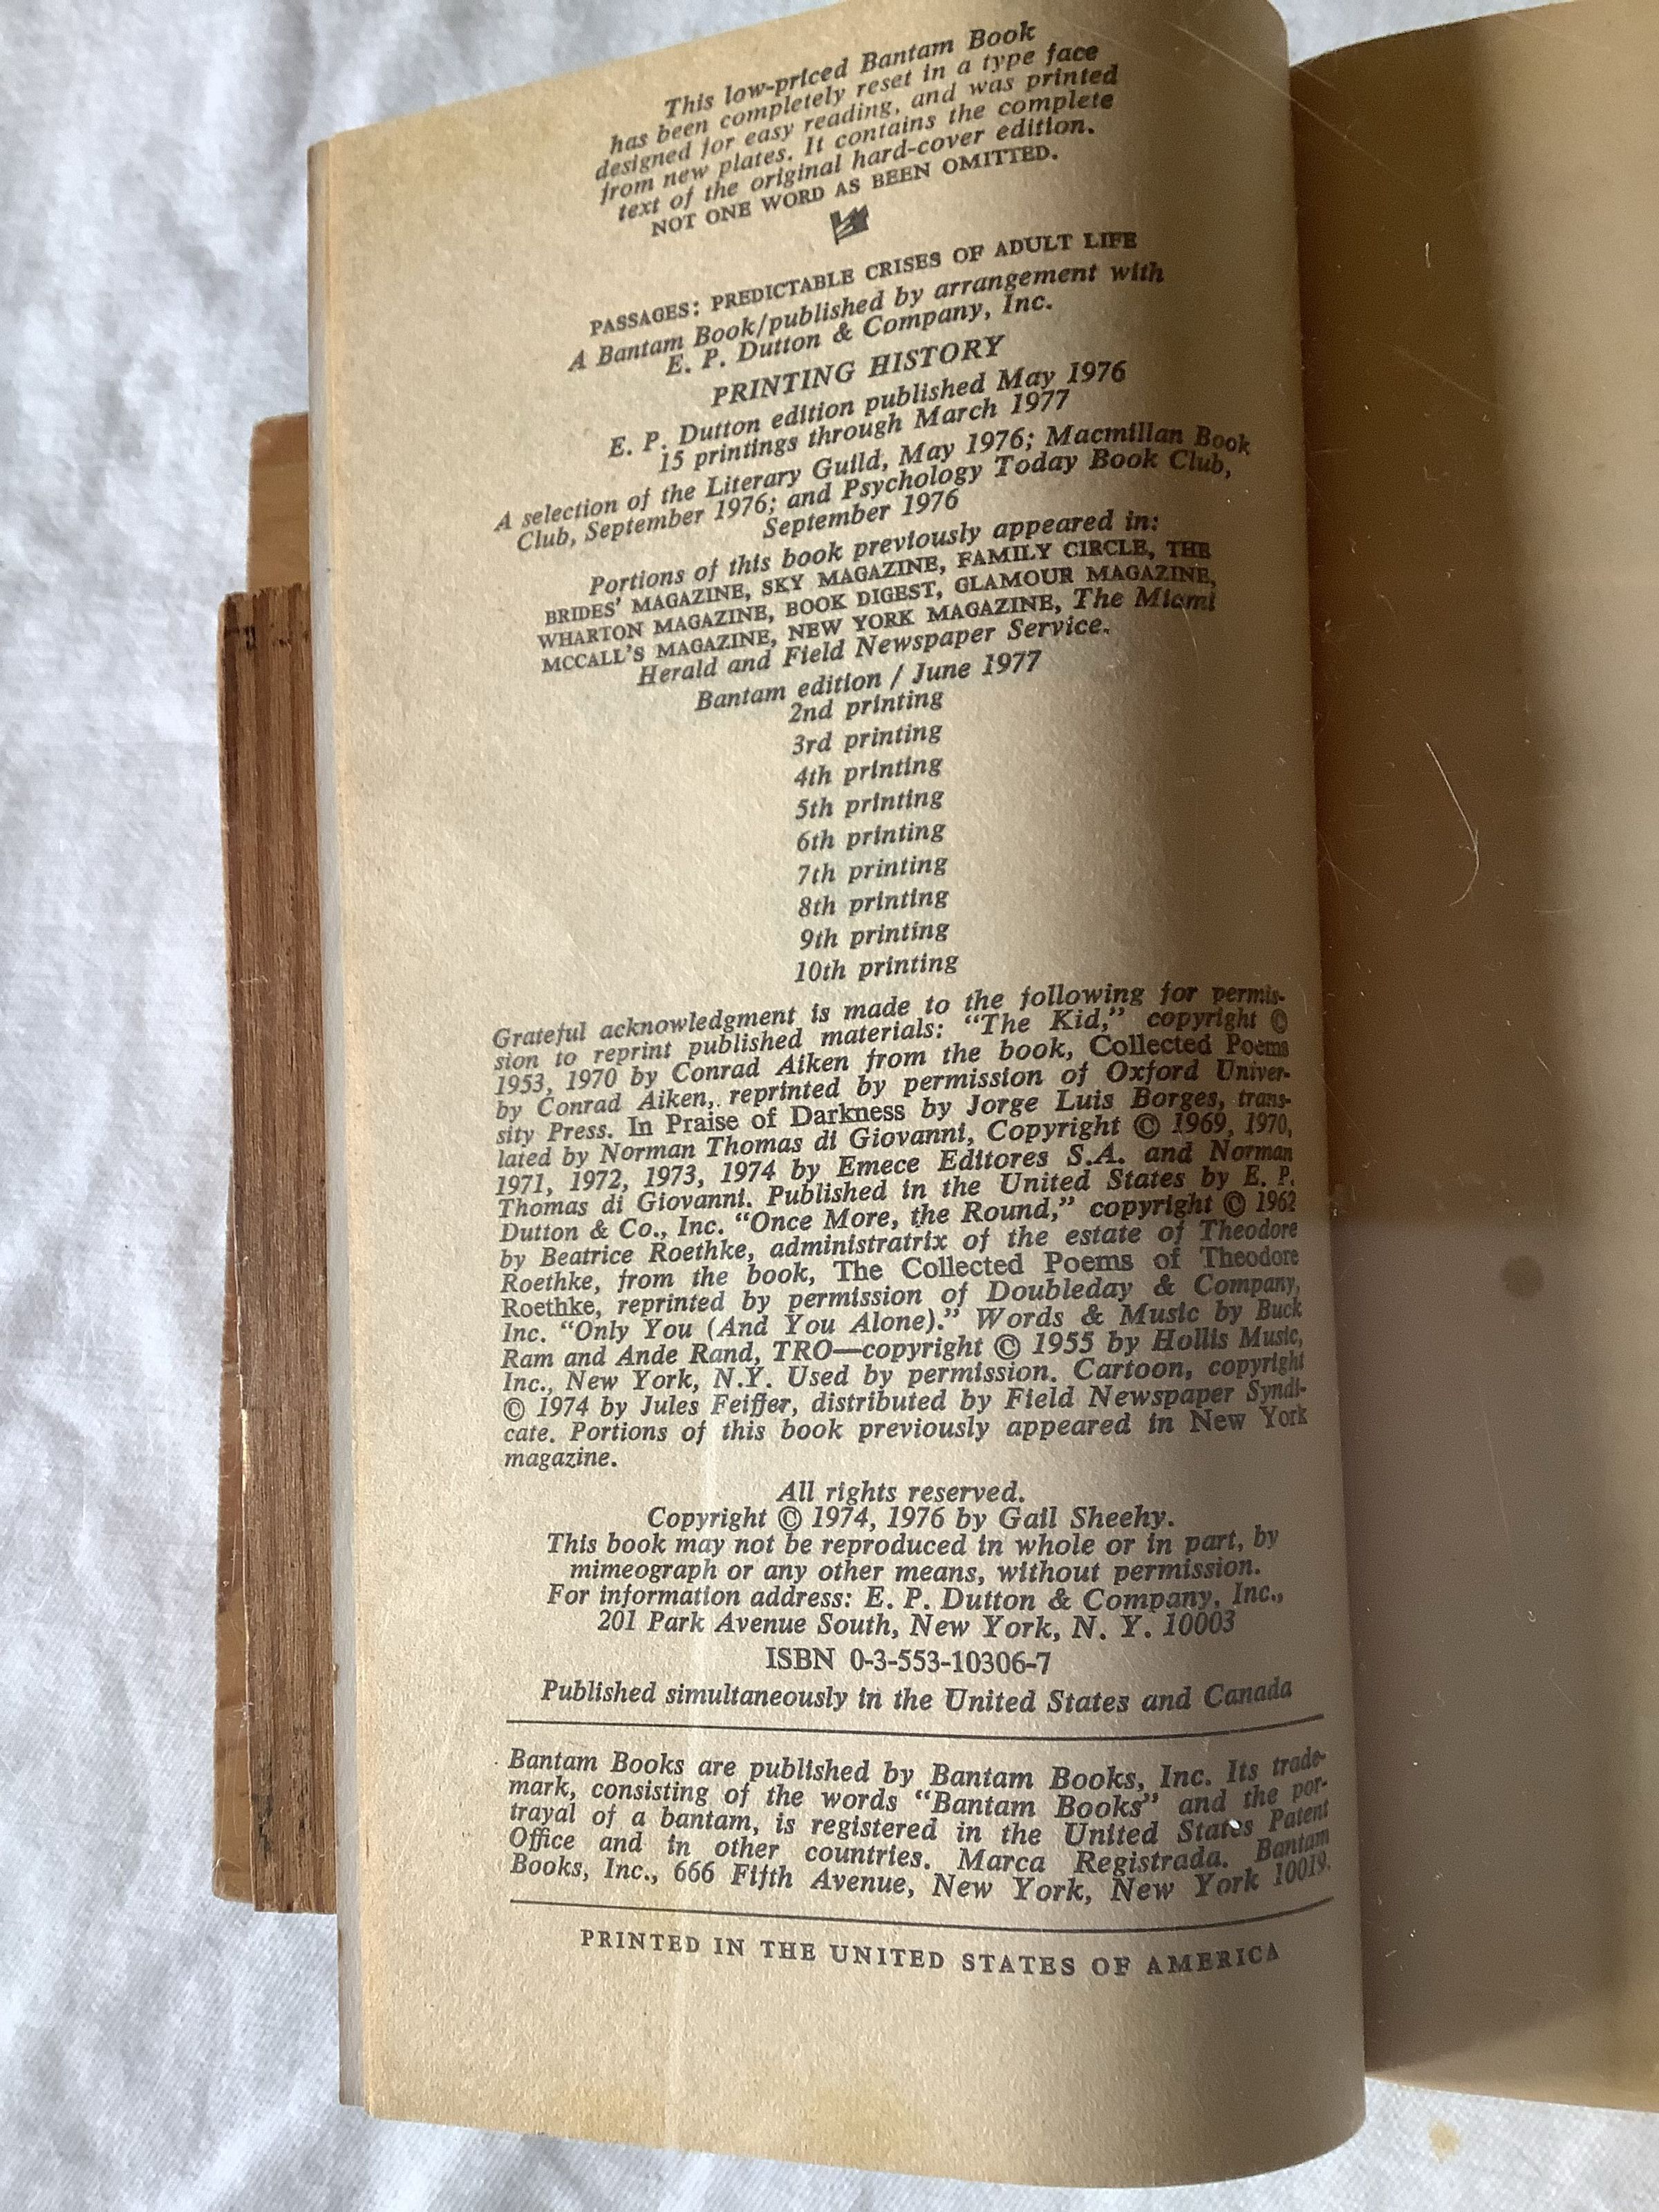 This low-priced Bantam Book
has been completely reset in a type face
designed for easy reading, and was printed
from new plates. It contains the complete
text of the original hard-cover edition.
NOT ONE WORD AS BEEN OMITTED.
PASSAGES: PREDICTABLE CRISES OF ADULT LIFE
A Bantam Book/published by arrangement with
E. P. Dutton & Company, Inc.
PRINTING HISTORY
E. P. Dutton edition published May 1976
15 printings through March 1977
A selection of the Literary Guild, May 1976; Macmillan Book
Club, September 1976; and Psychology Today Book Club,
September 1976
Portions of this book previously appeared in:
BRIDES' MAGAZINE, SKY MAGAZINE, FAMILY CIRCLE, THE
WHARTON MAGAZINE, BOOK DIGEST, GLAMOUR MAGAZINE,
MCCALL'S MAGAZINE, NEW YORK MAGAZINE, The Miami
Herald and Field Newspaper Service.
Bantam edition / June 1977
2nd printing
3rd printing
4th printing
5th printing
6th printing
7th printing
8th printing
9th printing
10th printing
Grateful acknowledgment is made to the following for permis-
sion to reprint published materials: "The Kid," copyright ©
1953, 1970 by Conrad Aiken from the book, Collected Poems
by Conrad Aiken, reprinted by permission of Oxford Univer-
sity Press. In Praise of Darkness by Jorge Luis Borges, trans-
lated by Norman Thomas di Giovanni, Copyright © 1969, 1970,
1971, 1972, 1973, 1974 by Emece Editores S.A. and Norman
Thomas di Giovanni. Published in the United States by E. P.
Dutton & Co., Inc. "Once More, the Round," copyright © 1962
by Beatrice Roethke, administratrix of the estate of Theodore
Roethke, from the book, The Collected Poems of Theodore
Roethke, reprinted by permission of Doubleday & Company,
Inc. "Only You (And You Alone)." Words & Music by Buck
Ram and Ande Rand, TRO—copyright © 1955 by Hollis Music,
Inc., New York, N.Y. Used by permission. Cartoon, copyright
© 1974 by Jules Feiffer, distributed by Field Newspaper Syndi-
cate. Portions of this book previously appeared in New York
magazine.
All rights reserved.
Copyright © 1974, 1976 by Gail Sheehy.
This book may not be reproduced in whole or in part, by
mimeograph or any other means, without permission.
For information address: E. P. Dutton & Company, Inc.,
201 Park Avenue South, New York, N. Y. 10003
ISBN 0-3-553-10306-7
Published simultaneously in the United States and Canada
Bantam Books are published by Bantam Books, Inc. Its trade-
mark, consisting of the words "Bantam Books" and the por-
trayal of a bantam, is registered in the United States Patent
Office and in other countries. Marca Registrada. Bantam
Books, Inc., 666 Fifth Avenue, New York, New York 10019.
PRINTED IN THE UNITED STATES OF AMERICA